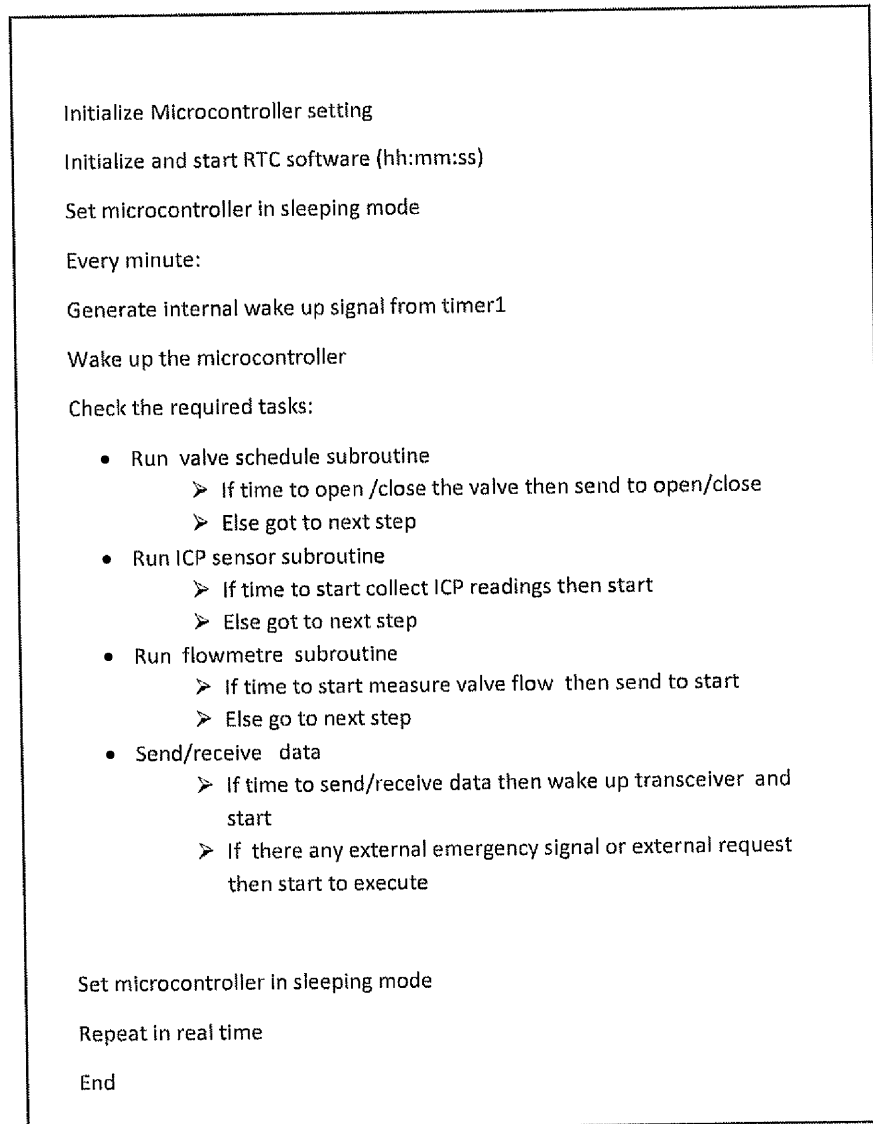 Initialize Microcontroller setting
Initialize and start RTC software (hh:mm:ss)
Set microcontroller in sleeping mode
Every minute:
Generate internal wake up signal from timer1
Wake up the microcontroller
Check the required tasks:
• Run valve schedule subroutine
➢ If time to open /close the valve then send to open/close
➢ Else got to next step
• Run ICP sensor subroutine
➢ If time to start collect ICP readings then start
➢ Else got to next step
• Run flowmetre subroutine
➢ If time to start measure valve flow then send to start
➢ Else go to next step
• Send/receive data
➢ If time to send/receive data then wake up transceiver and
start
➢ If there any external emergency signal or external request
then start to execute
Set microcontroller in sleeping mode
Repeat in real time
End